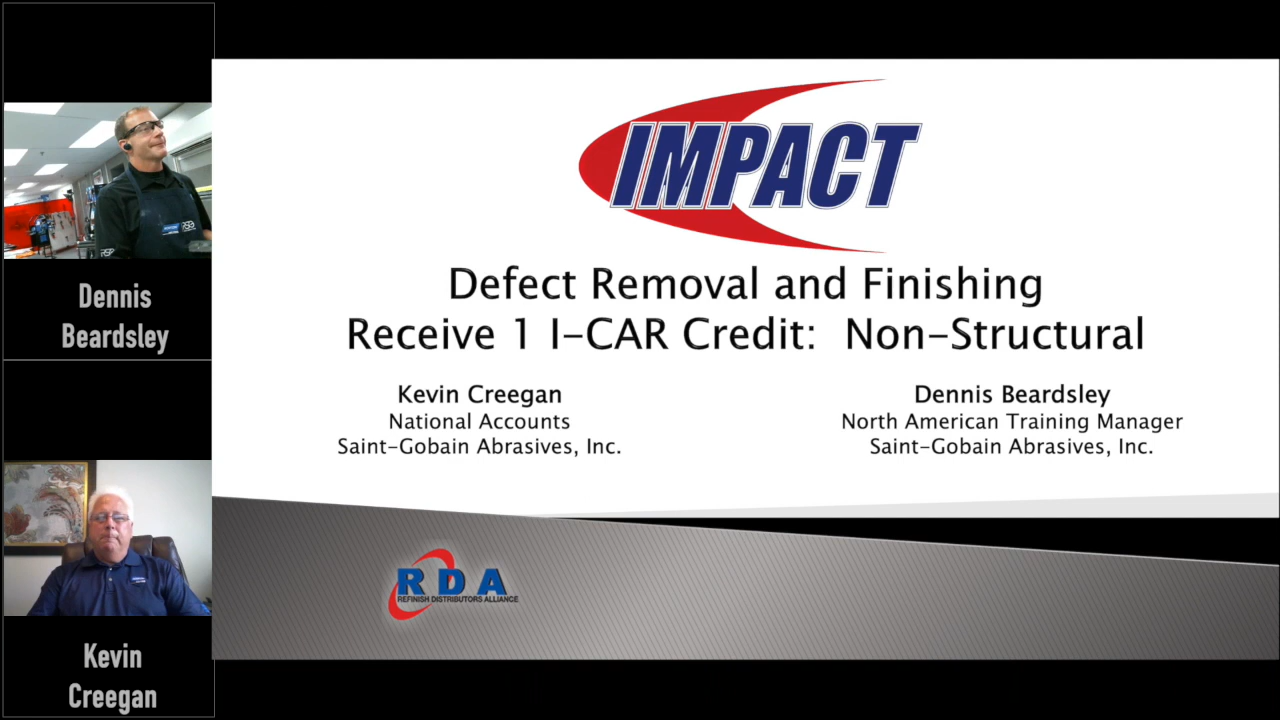 Dennis
Beardsley
Kevin
Creegan
IMPACT
Defect Removal and Finishing
Receive 1 I-CAR Credit: Non-Structural
Kevin Creegan
National Accounts
Saint-Gobain Abrasives, Inc.
Dennis Beardsley
North American Training Manager
Saint-Gobain Abrasives, Inc.
RDA
REFINISH DISTRIBUTORS ALLIANCE